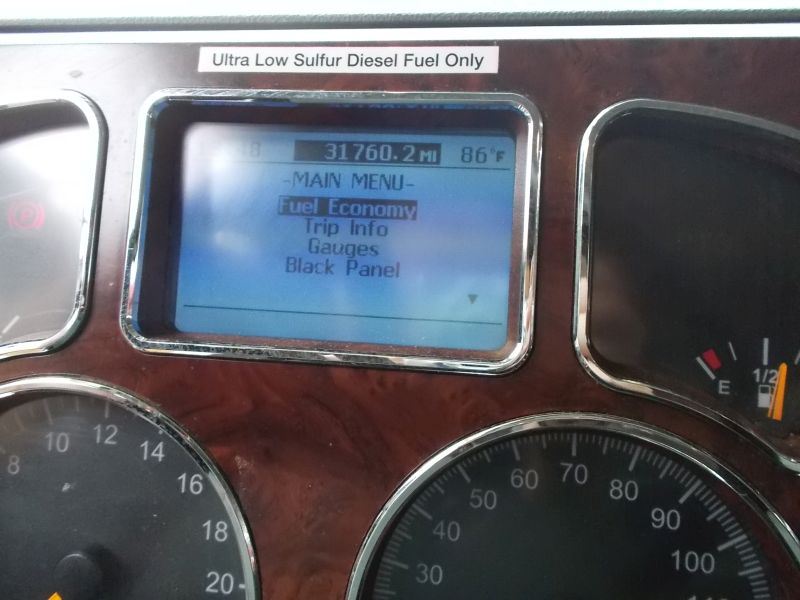 Ultra Low Sulfur Diesel Fuel Only
31760.2 MI 86°F
-MAIN MENU-
Fuel Economy
Trip Info
Gauges
Black Panel
P
E 1/2
8 10 12 14 16 18 20
30 40 50 60 70 80 90 100